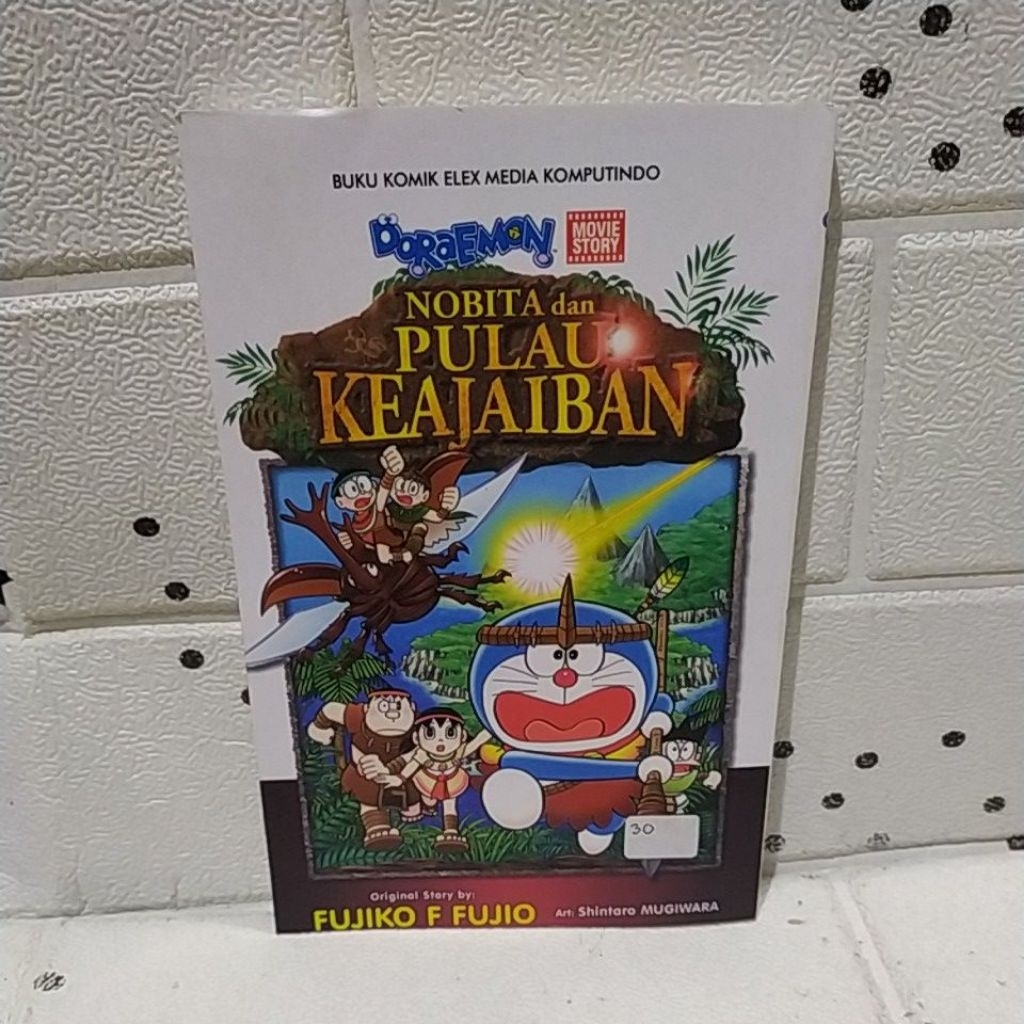 BUKU KOMIK ELEX MEDIA KOMPUTINDO
DORAEMON
MOVIE
STORY
NOBITA dan
PULAU
KEAJAIBAN
30
Original Story by:
FUJIKO F FUJIO
Art: Shintaro MUGIWARA